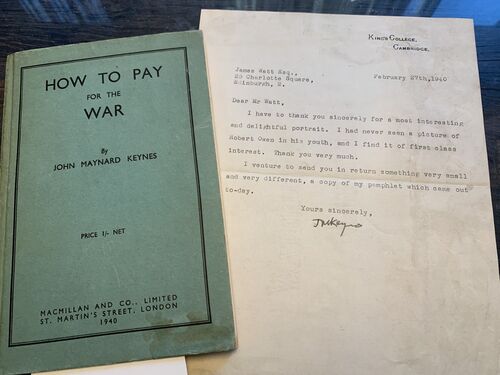 HOW TO PAY
FOR THE
WAR
By
JOHN MAYNARD KEYNES
PRICE 1/- NET
MACMILLAN AND CO., LIMITED
ST. MARTIN'S STREET, LONDON
1940
KING'S COLLEGE,
CAMBRIDGE.
James Watt Esq.,
23 Charlotte Square,
Edinburgh, 2.
February 27th,1940
Dear Mr Watt,
I have to thank you sincerely for a most interesting
and delightful portrait. I had never seen a picture of
Robert Owen in his youth, and I find it of first class
interest. Thank you very much.
I venture to send you in return something very small
and very different, a copy of my pamphlet which came out
to-day.
Yours sincerely,
JMKeynes